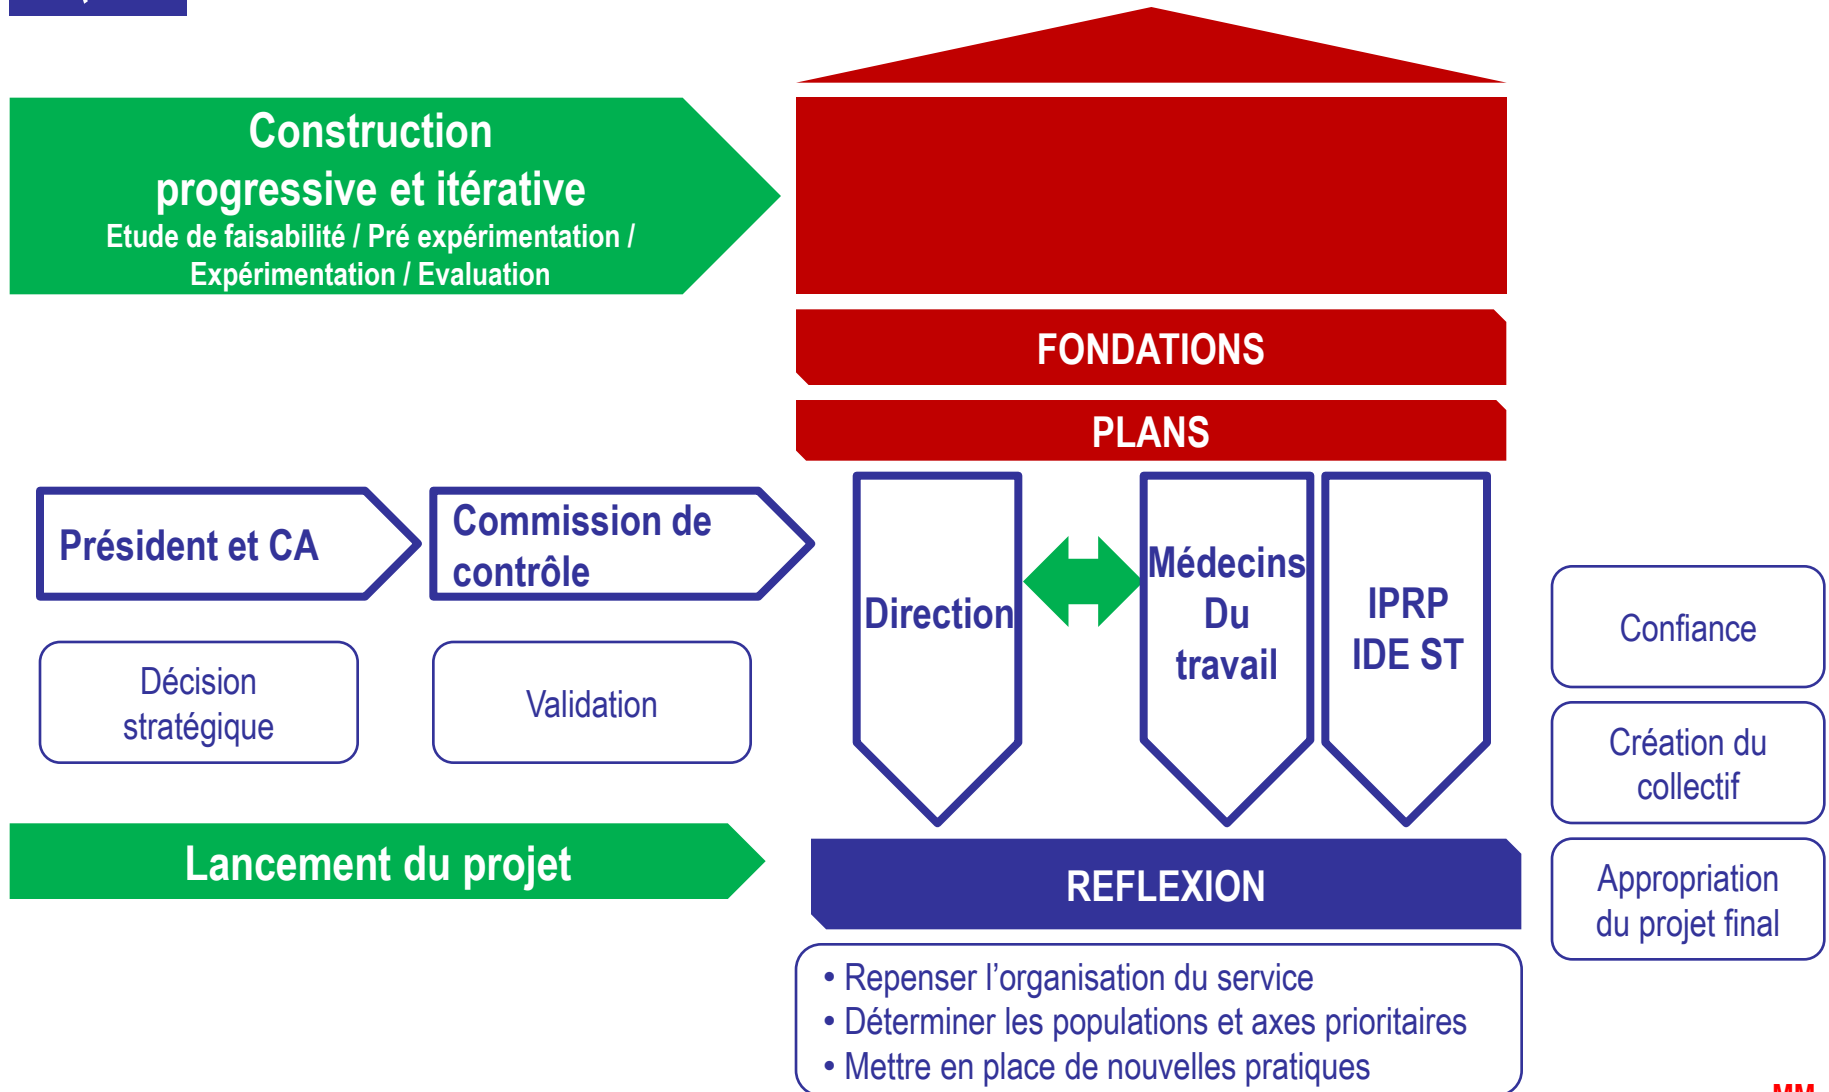 Construction
progressive et itérative
Etude de faisabilité / Pré expérimentation /
Expérimentation / Evaluation
FONDATIONS
PLANS
Président et CA
Commission de
contrôle
Direction
Médecins
Du
travail
IPRP
IDE ST
Décision
stratégique
Validation
Confiance
Création du
collectif
Appropriation
du projet final
Lancement du projet
REFLEXION
• Repenser l’organisation du service
• Déterminer les populations et axes prioritaires
• Mettre en place de nouvelles pratiques
MM